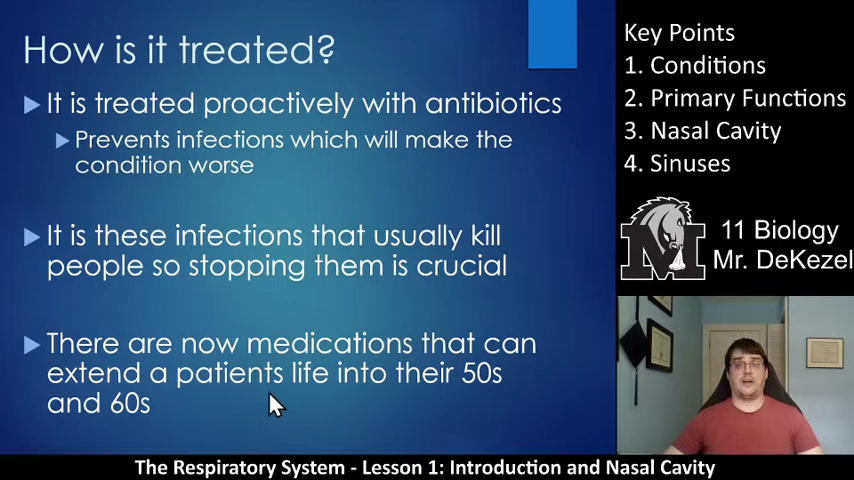 How is it treated?
It is treated proactively with antibiotics
Prevents infections which will make the
condition worse
It is these infections that usually kill
people so stopping them is crucial
There are now medications that can
extend a patients life into their 50s
and 60s
Key Points
1. Conditions
2. Primary Functions
3. Nasal Cavity
4. Sinuses
M
11 Biology
Mr. DeKezel
The Respiratory System - Lesson 1: Introduction and Nasal Cavity